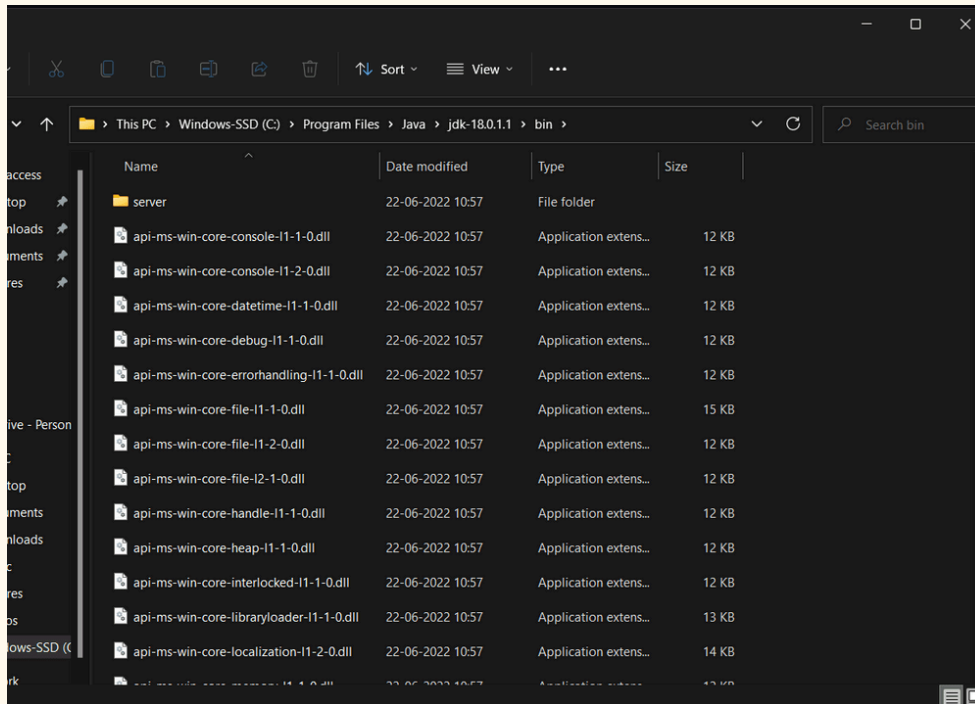 Sort View
This PC > Windows-SSD (C:) > Program Files > Java > jdk-18.0.1.1 > bin > Search bin
Name Date modified Type Size
access
top
nloads
uments
res
ive - Person
top
uments
nloads
res
os
dows-SSD (C
rk
server 22-06-2022 10:57 File folder
api-ms-win-core-console-l1-1-0.dll 22-06-2022 10:57 Application extens... 12 KB
api-ms-win-core-console-l1-2-0.dll 22-06-2022 10:57 Application extens... 12 KB
api-ms-win-core-datetime-l1-1-0.dll 22-06-2022 10:57 Application extens... 12 KB
api-ms-win-core-debug-l1-1-0.dll 22-06-2022 10:57 Application extens... 12 KB
api-ms-win-core-errorhandling-l1-1-0.dll 22-06-2022 10:57 Application extens... 12 KB
api-ms-win-core-file-l1-1-0.dll 22-06-2022 10:57 Application extens... 15 KB
api-ms-win-core-file-l1-2-0.dll 22-06-2022 10:57 Application extens... 12 KB
api-ms-win-core-file-l2-1-0.dll 22-06-2022 10:57 Application extens... 12 KB
api-ms-win-core-handle-l1-1-0.dll 22-06-2022 10:57 Application extens... 12 KB
api-ms-win-core-heap-l1-1-0.dll 22-06-2022 10:57 Application extens... 12 KB
api-ms-win-core-interlocked-l1-1-0.dll 22-06-2022 10:57 Application extens... 12 KB
api-ms-win-core-libraryloader-l1-1-0.dll 22-06-2022 10:57 Application extens... 13 KB
api-ms-win-core-localization-l1-2-0.dll 22-06-2022 10:57 Application extens... 14 KB